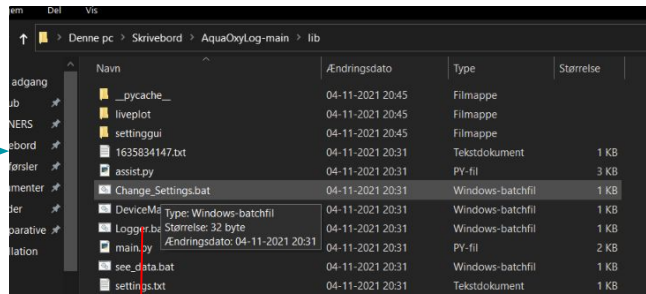 em Del Vis
Denne pc > Skrivebord > AquaOxyLog-main > lib
Navn Ændringsdato Type Størrelse
adgang
ub
NERS
ebord
førsler
umenter
der
parative
llation
__pycache__ 04-11-2021 20:45 Filmappe
liveplot 04-11-2021 20:45 Filmappe
settinggui 04-11-2021 20:45 Filmappe
1635834147.txt 04-11-2021 20:31 Tekstdokument 1 KB
assist.py 04-11-2021 20:31 PY-fil 3 KB
Change_Settings.bat 04-11-2021 20:31 Windows-batchfil 1 KB
DeviceMa 04-11-2021 20:31 Windows-batchfil 1 KB
Logger.ba 04-11-2021 20:31 Windows-batchfil 1 KB
main.py 04-11-2021 20:31 PY-fil 2 KB
see_data.bat 04-11-2021 20:31 Windows-batchfil 1 KB
settings.txt 04-11-2021 20:31 Tekstdokument 1 KB
Type: Windows-batchfil
Størrelse: 32 byte
Ændringsdato: 04-11-2021 20:31